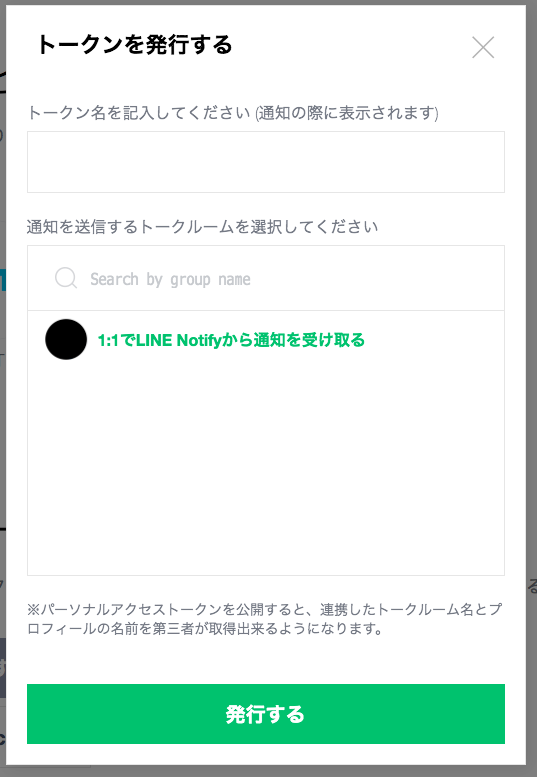 トークンを発行する
トークン名を記入してください (通知の際に表示されます)
通知を送信するトークルームを選択してください
Search by group name
1:1でLINE Notifyから通知を受け取る
※パーソナルアクセストークンを公開すると、連携したトークルーム名とプ
ロフィールの名前を第三者が取得出来るようになります。
発行する